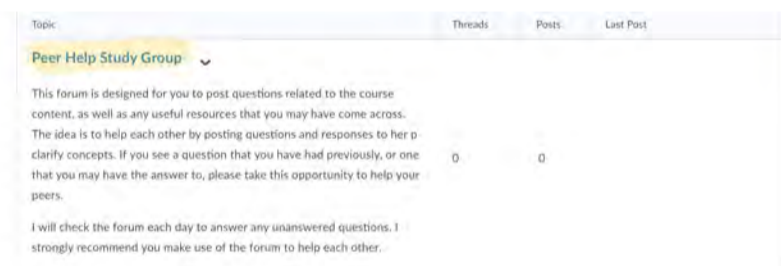 Topic Threads Posts Last Post
Peer Help Study Group
This forum is designed for you to post questions related to the course
content, as well as any useful resources that you may have come across.
The idea is to help each other by posting questions and responses to her p
clarify concepts. If you see a question that you have had previously, or one
that you may have the answer to, please take this opportunity to help your
0 0
peers.
I will check the forum each day to answer any unanswered questions. I
strongly recommend you make use of the forum to help each other.